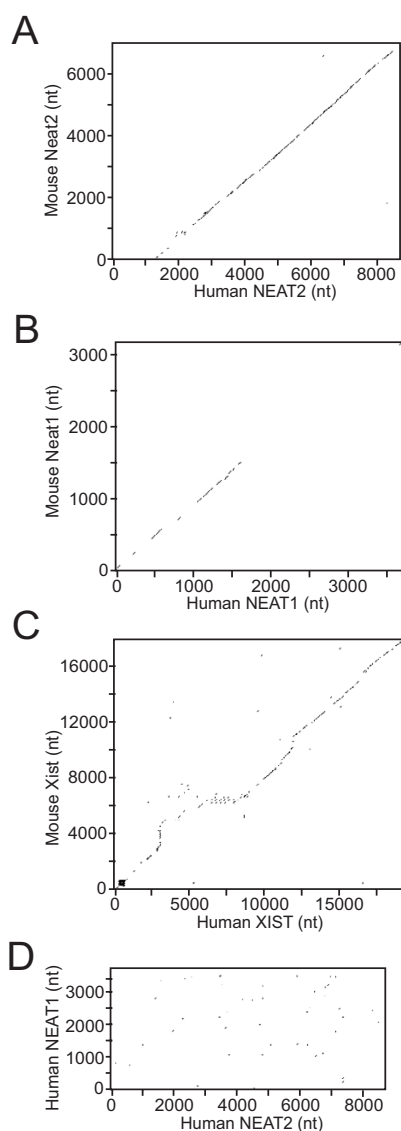 A
6000
4000
2000
0
Mouse Neat2 (nt)
0 2000 4000 6000 8000
Human NEAT2 (nt)
B
3000
2000
1000
0
Mouse Neat1 (nt)
0 1000 2000 3000
Human NEAT1 (nt)
C
16000
12000
8000
4000
0
Mouse Xist (nt)
0 5000 10000 15000
Human XIST (nt)
D
3000
2000
1000
0
Human NEAT1 (nt)
0 2000 4000 6000 8000
Human NEAT2 (nt)